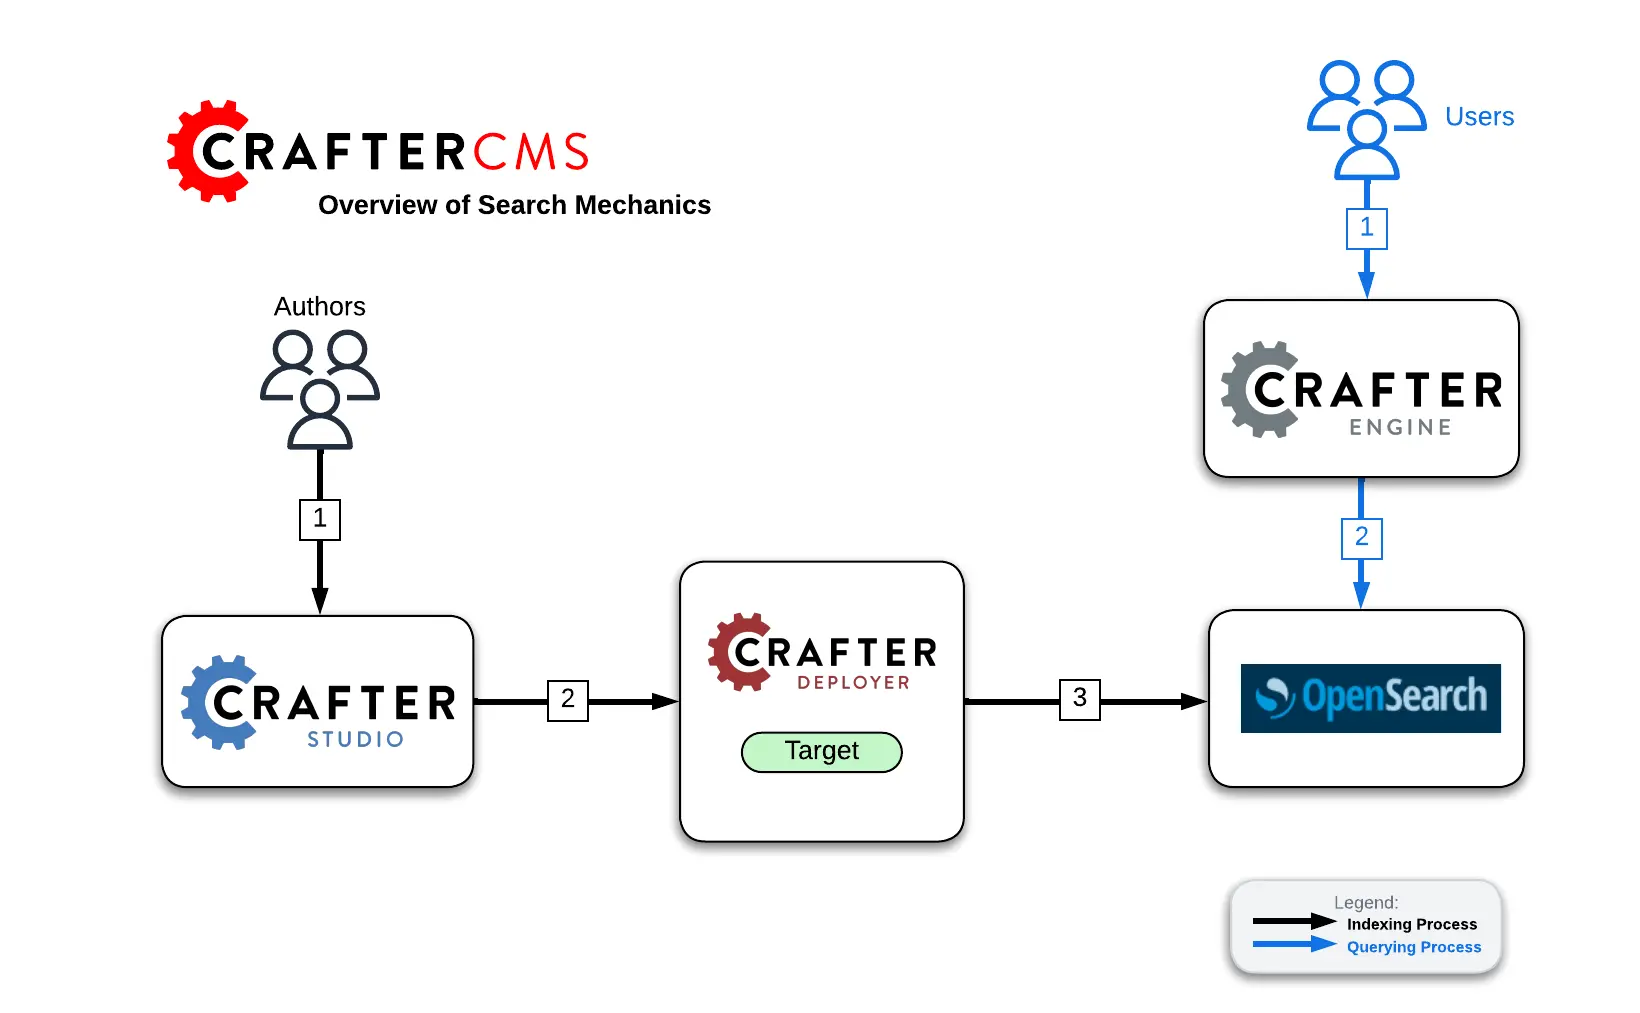 CRAFTERCMS
Overview of Search Mechanics
Users
1
CRAFTER
ENGINE
2
Authors
1
CRAFTER
STUDIO
2
CRAFTER
DEPLOYER
Target
3
OpenSearch
Legend:
Indexing Process
Querying Process